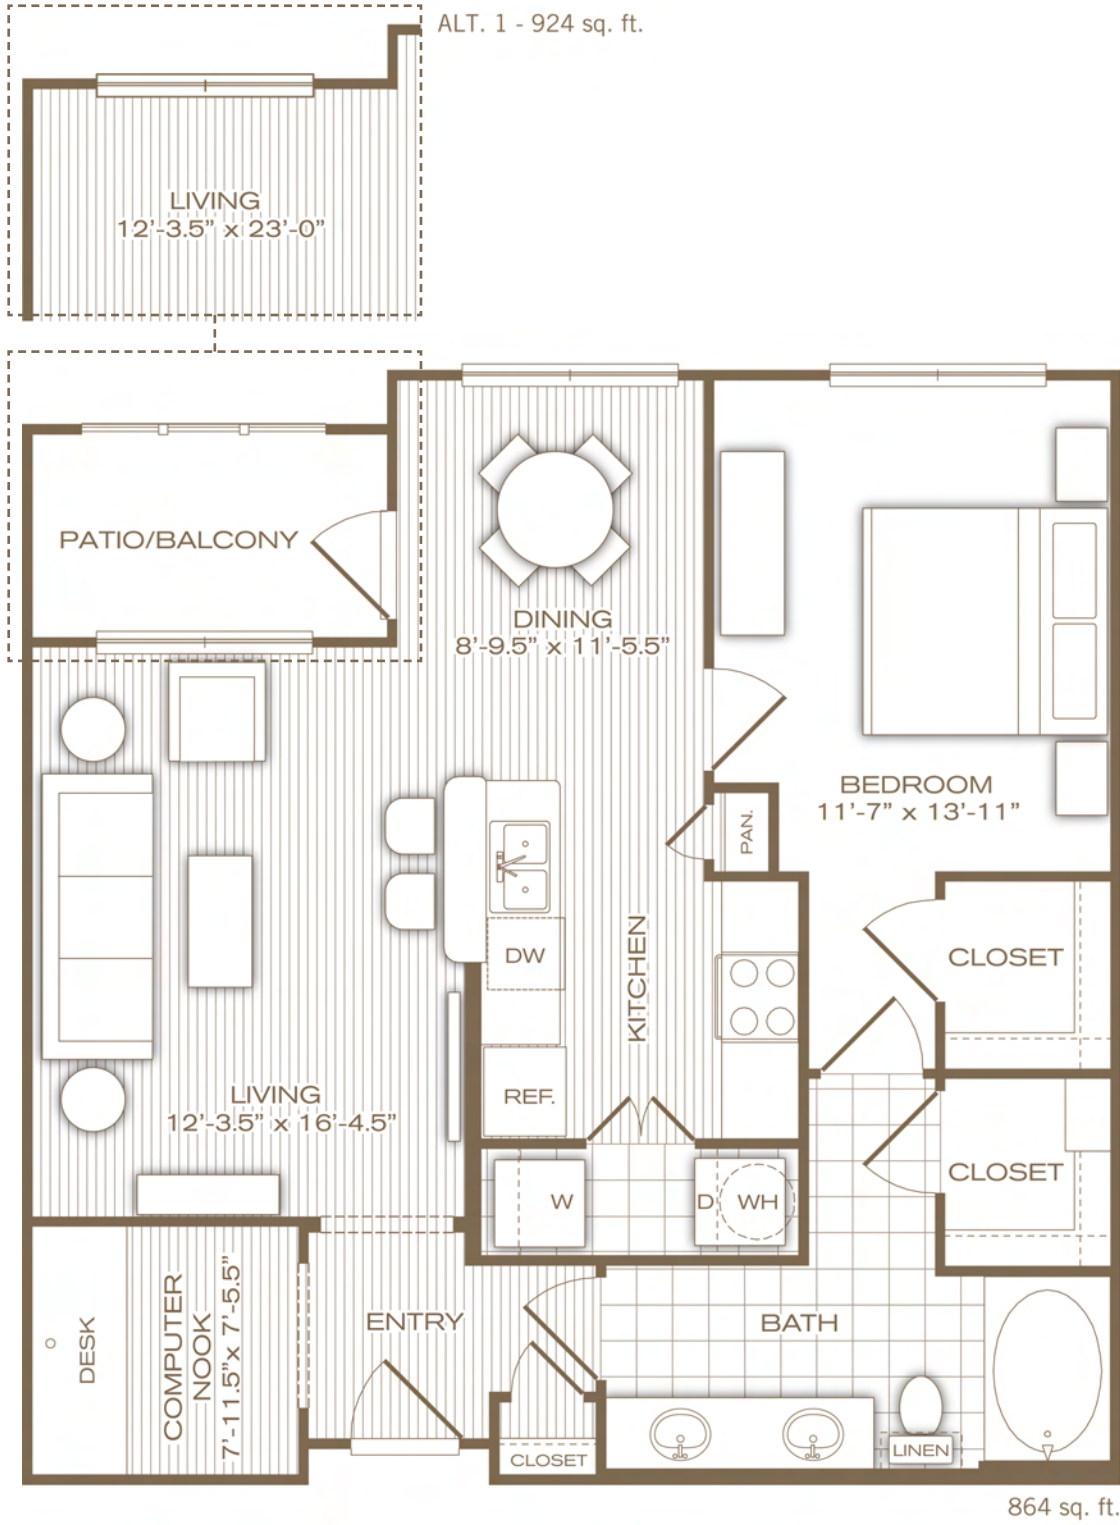 ALT. 1 - 924 sq. ft.
LIVING
12'-3.5" x 23'-0"
PATIO/BALCONY
DINING
8'-9.5" x 11'-5.5"
BEDROOM
11'-7" x 13'-11"
PAN.
KITCHEN
DW
REF.
CLOSET
LIVING
12'-3.5" x 16'-4.5"
W
D
WH
CLOSET
DESK
COMPUTER
NOOK
7'-11.5"x 7'-5.5"
ENTRY
BATH
CLOSET
LINEN
864 sq. ft.